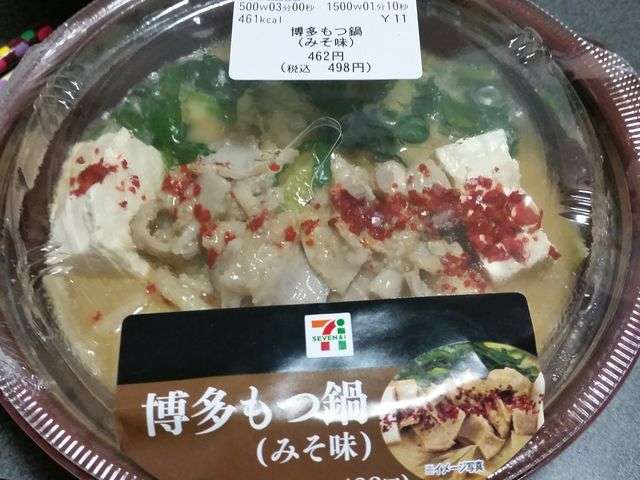 500W03分00秒 1500W01分10秒
461kcal Y11
博多もつ鍋
(みそ味)
462円
(税込 498円)
7
SEVEN&i
博多もつ鍋
(みそ味)
※イメージ写真